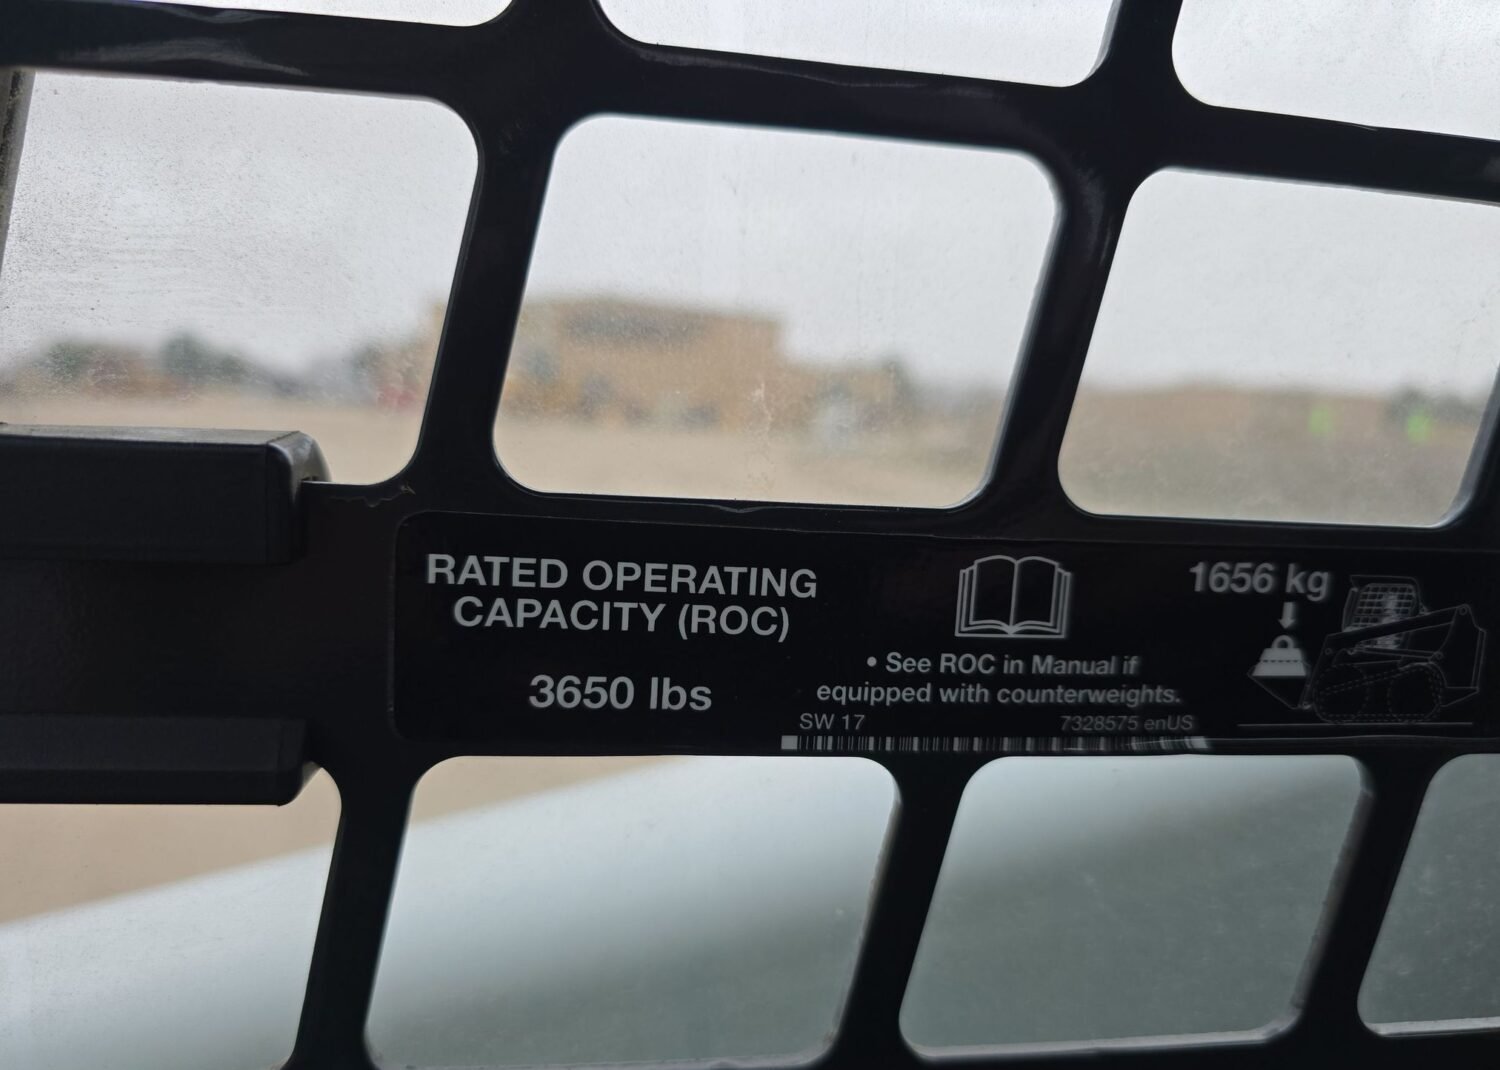 RATED OPERATING
CAPACITY (ROC)
3650 lbs
• See ROC in Manual if
equipped with counterweights.
SW 17
7328575 enUS
1656 kg